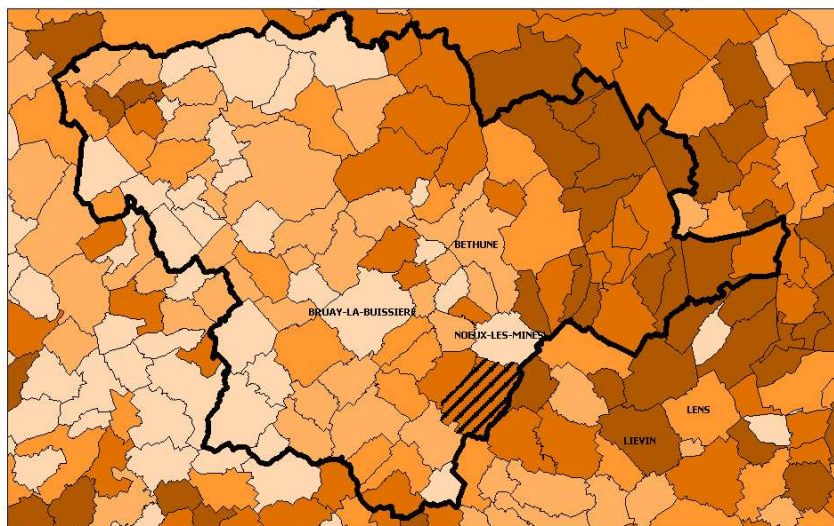 BETHUNE
BRUAY-LA-BUISSIERE
NOEUX-LES-MINES
LENS
LIEVIN